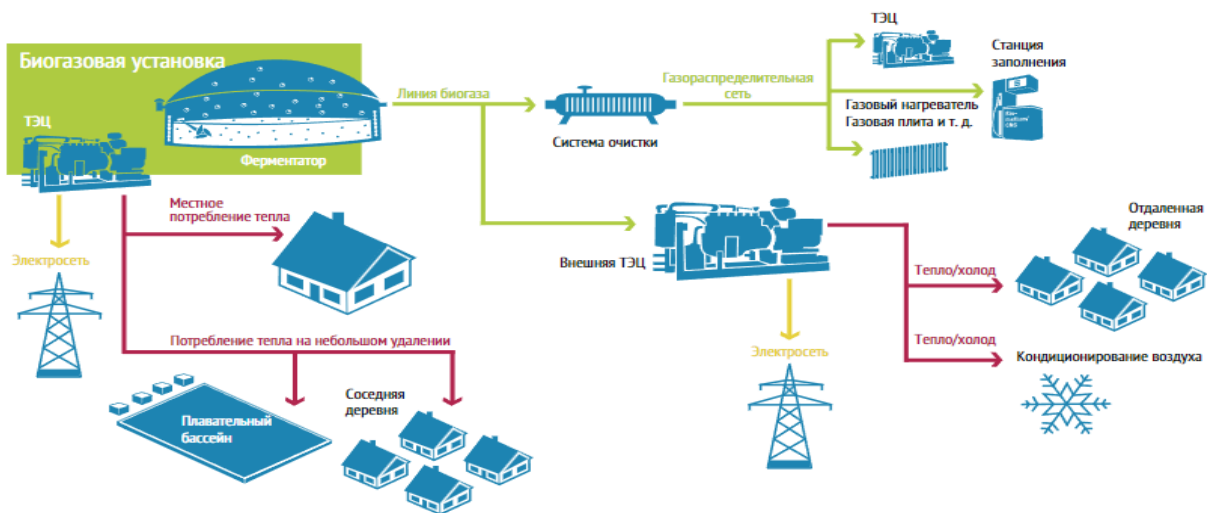 Биогазовая установка
ТЭЦ
Ферментатор
Линия биогаза
Система очистки
Газораспределительная
сеть
ТЭЦ
Станция
заполнения
Газовый нагреватель
Газовая плита и т. д.
CNG
Местное
потребление тепла
Электросеть
Потребление тепла на небольшом удалении
Плавательный
бассейн
Соседняя
деревня
Внешняя ТЭЦ
Электросеть
Тепло/холод
Отдаленная
деревня
Тепло/холод
Кондиционирование воздуха